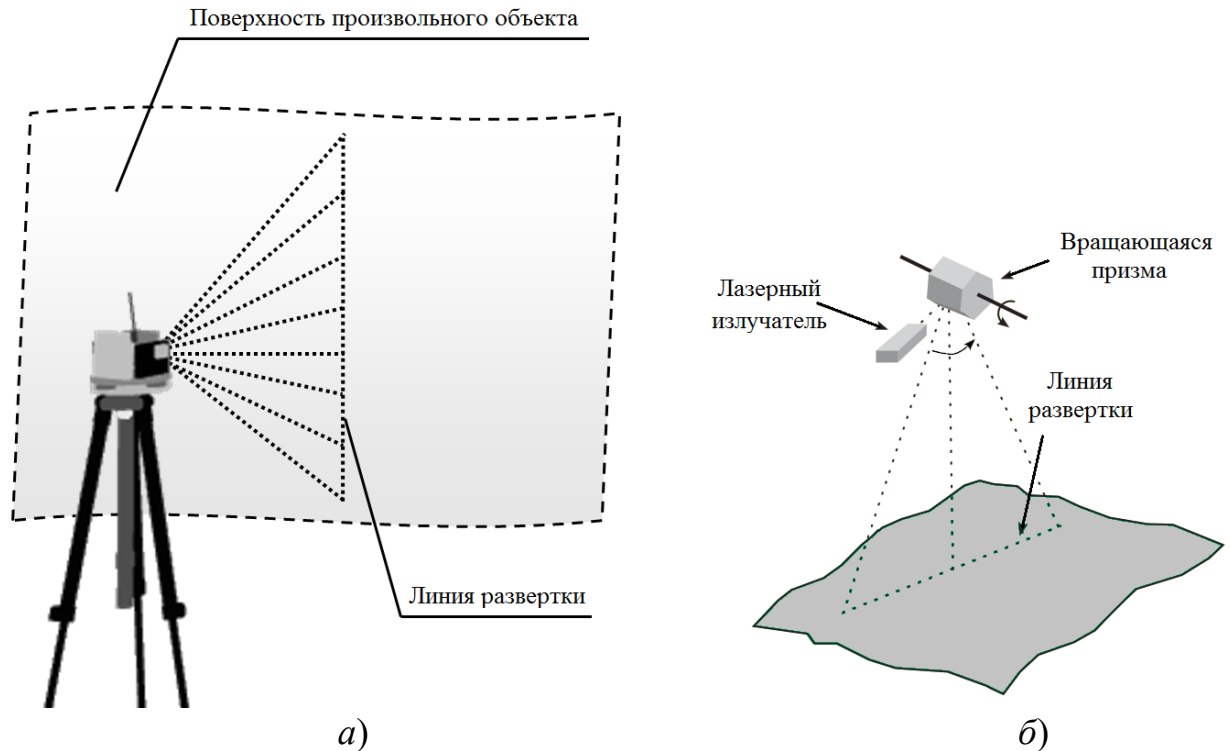 Поверхность произвольного объекта
Линия развертки
а)
Вращающаяся
призма
Лазерный
излучатель
Линия
развертки
б)